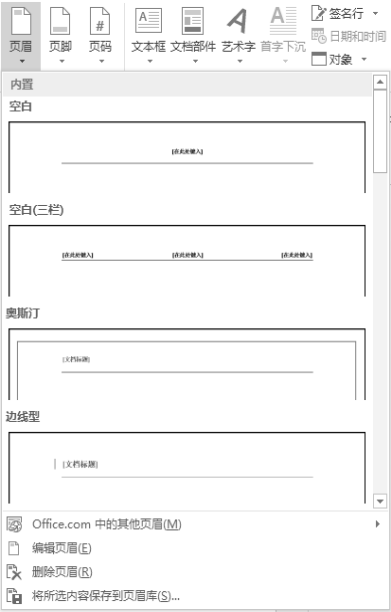 签名行
日期和时间
对象
页眉 页脚 页码 文本框 文档部件 艺术字 首字下沉
内置
空白
[在此处键入]
空白(三栏)
[在此处键入] [在此处键入] [在此处键入]
奥斯汀
[文档标题]
边线型
[文档标题]
Office.com 中的其他页眉(M)
编辑页眉(E)
删除页眉(R)
将所选内容保存到页眉库(S)...